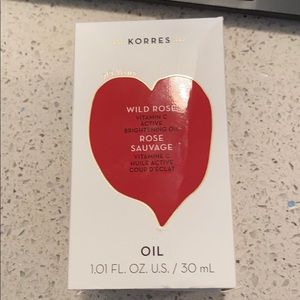 KORRES
WILD ROSE
VITAMIN C
ACTIVE
BRIGHTENING OIL
ROSE
SAUVAGE
VITAMINE C
HUILE ACTIVE
COUP D'ÉCLAT
OIL
1.01 FL. OZ. U.S. / 30 mL